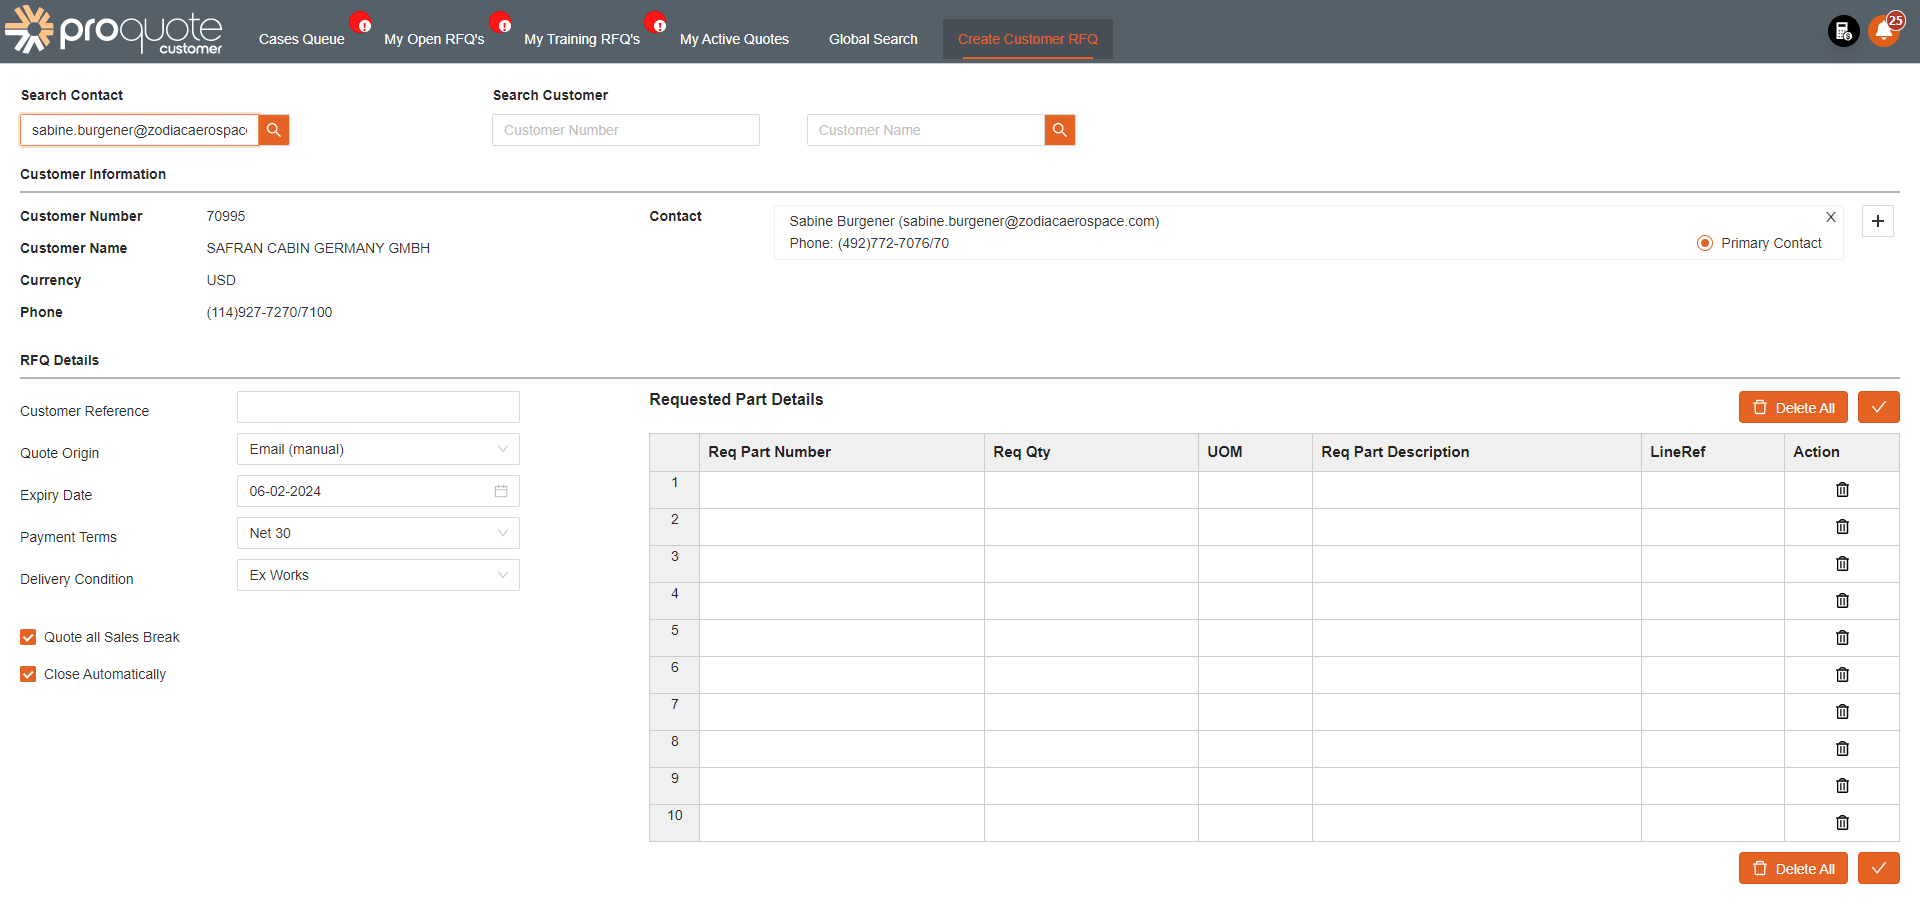 proquote
customer
Cases Queue
!
My Open RFQ's
!
My Training RFQ's
!
My Active Quotes
Global Search
Create Customer RFQ
25
Search Contact
sabine.burgener@zodiacaerospac
Search Customer
Customer Number
Customer Name
Customer Information
Customer Number 70995
Customer Name SAFRAN CABIN GERMANY GMBH
Currency USD
Phone (114)927-7270/7100
Contact
Sabine Burgener (sabine.burgener@zodiacaerospace.com) X
Phone: (492)772-7076/70
Primary Contact
+
RFQ Details
Customer Reference
Quote Origin Email (manual)
Expiry Date 06-02-2024
Payment Terms Net 30
Delivery Condition Ex Works
Quote all Sales Break
Close Automatically
Requested Part Details
Delete All
Req Part Number Req Qty UOM Req Part Description LineRef Action
1
2
3
4
5
6
7
8
9
10
Delete All